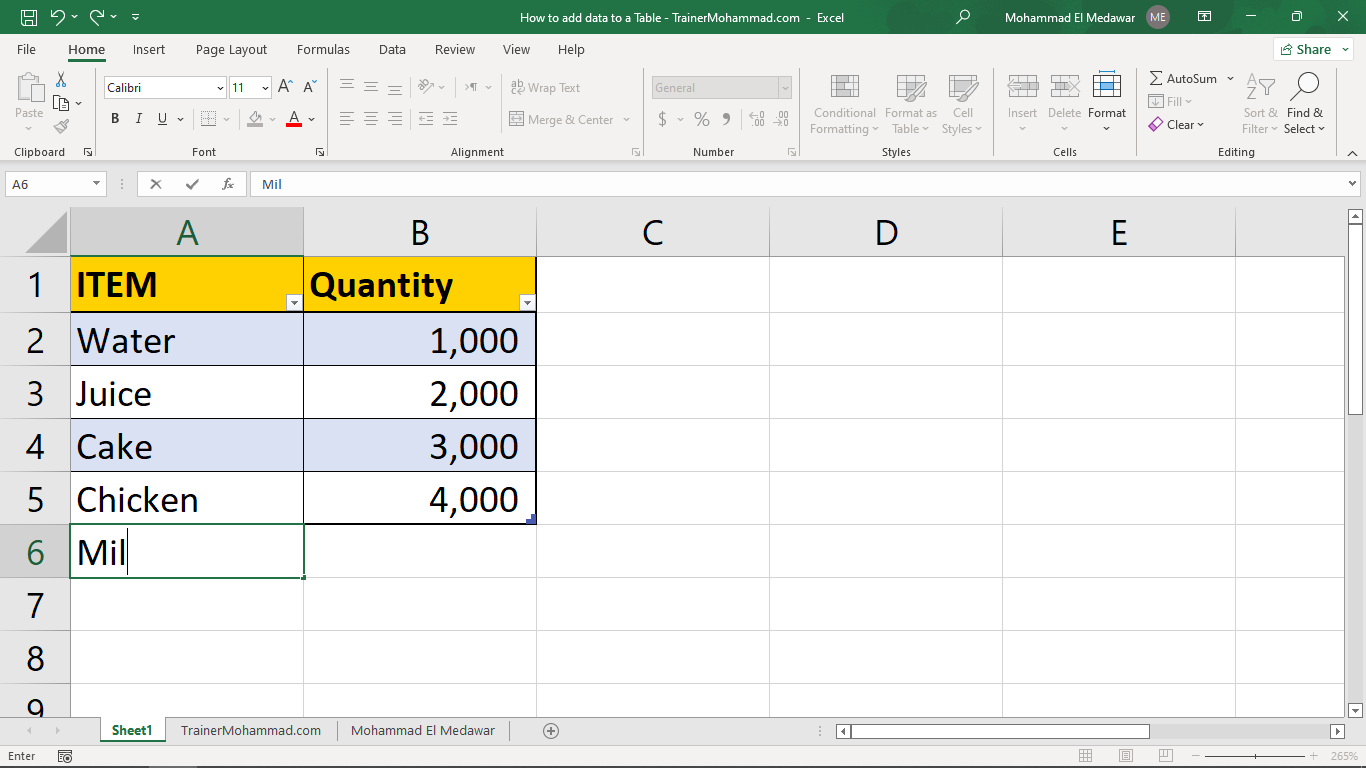 How to add data to a Table - TrainerMohammad.com - Excel
Mohammad El Medawar ME
File Home Insert Page Layout Formulas Data Review View Help Share
Paste
Clipboard
Calibri 11
B I U A
Font
Wrap Text
Merge & Center
Alignment
General
$ % 9
Number
Conditional Formatting
Format as Table
Cell Styles
Styles
Insert Delete Format
Cells
AutoSum
Fill
Clear
Sort & Filter
Find & Select
Editing
A6 fx Mil
A B C D E
1 ITEM Quantity
2 Water 1,000
3 Juice 2,000
4 Cake 3,000
5 Chicken 4,000
6 Mil
7
8
9
Sheet1 TrainerMohammad.com Mohammad El Medawar
Enter 265%